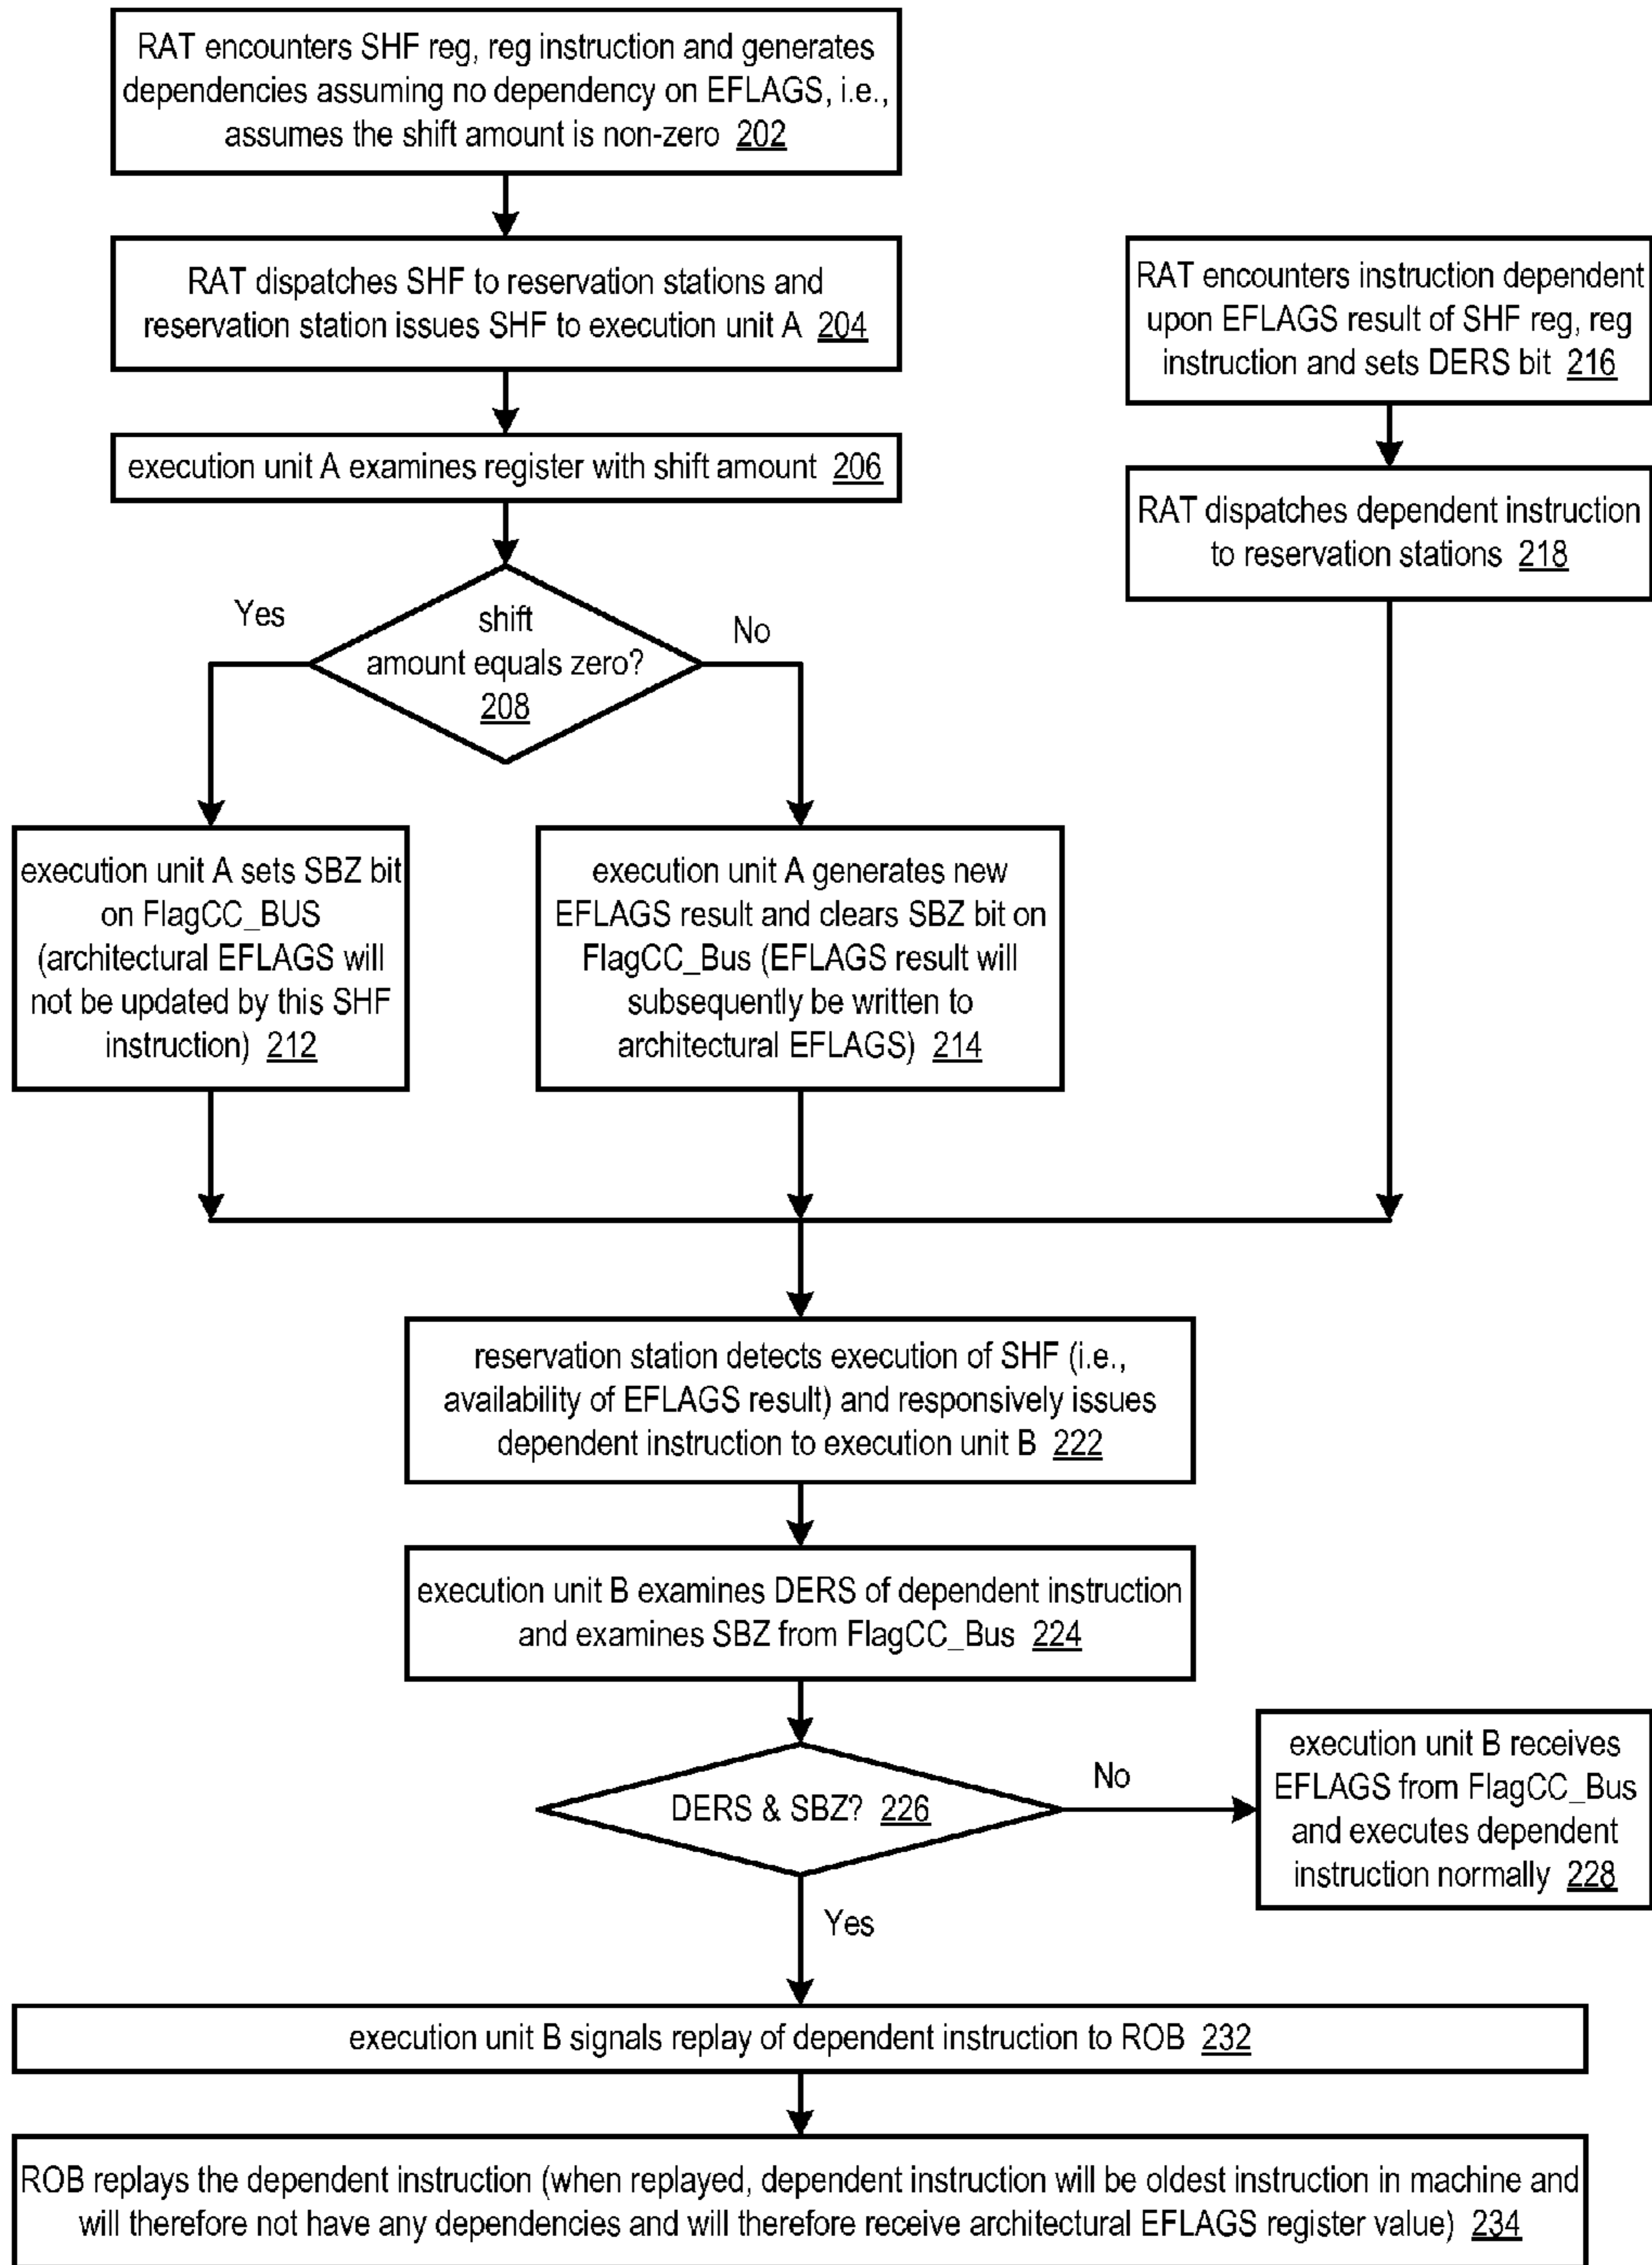 RAT encounters SHF reg, reg instruction and generates
dependencies assuming no dependency on EFLAGS, i.e.,
assumes the shift amount is non-zero 202
RAT dispatches SHF to reservation stations and
reservation station issues SHF to execution unit A 204
execution unit A examines register with shift amount 206
shift
amount equals zero?
208
Yes
No
execution unit A sets SBZ bit
on FlagCC_BUS
(architectural EFLAGS will
not be updated by this SHF
instruction) 212
execution unit A generates new
EFLAGS result and clears SBZ bit on
FlagCC_Bus (EFLAGS result will
subsequently be written to
architectural EFLAGS) 214
RAT encounters instruction dependent
upon EFLAGS result of SHF reg, reg
instruction and sets DERS bit 216
RAT dispatches dependent instruction
to reservation stations 218
reservation station detects execution of SHF (i.e.,
availability of EFLAGS result) and responsively issues
dependent instruction to execution unit B 222
execution unit B examines DERS of dependent instruction
and examines SBZ from FlagCC_Bus 224
DERS & SBZ? 226
No
execution unit B receives
EFLAGS from FlagCC_Bus
and executes dependent
instruction normally 228
Yes
execution unit B signals replay of dependent instruction to ROB 232
ROB replays the dependent instruction (when replayed, dependent instruction will be oldest instruction in machine and
will therefore not have any dependencies and will therefore receive architectural EFLAGS register value) 234